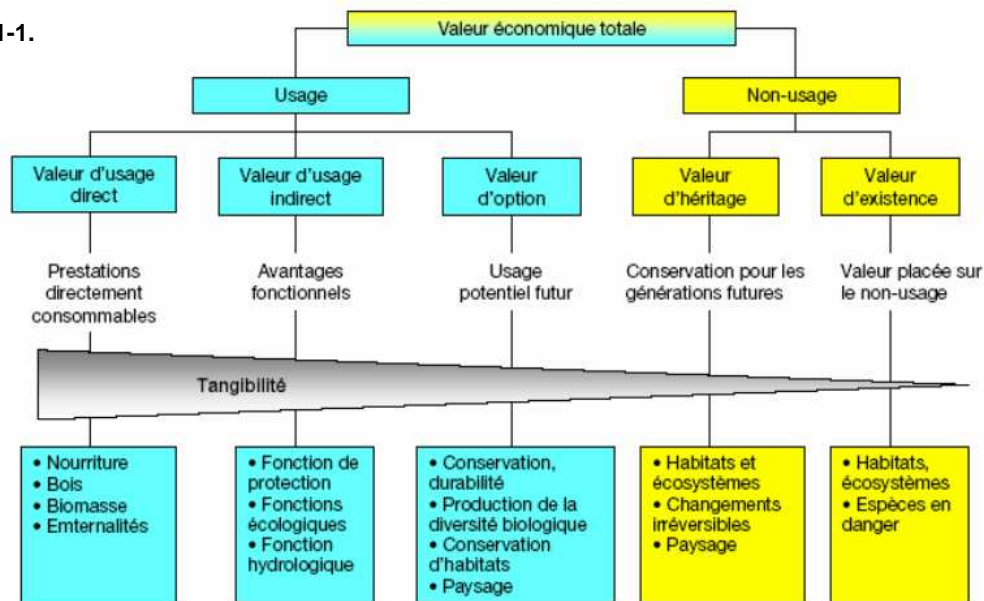 I-1.
Valeur économique totale
Usage
Non-usage
Valeur d'usage
direct
Valeur d'usage
indirect
Valeur
d'option
Valeur
d'héritage
Valeur
d'existence
Prestations
directement
consommables
Avantages
fonctionnels
Usage
potentiel futur
Conservation pour les
générations futures
Valeur placée sur
le non-usage
Tangibilité
• Nourriture
• Bois
• Biomasse
• Emternalités
• Fonction de
protection
• Fonctions
écologiques
• Fonction
hydrologique
• Conservation,
durabilité
• Production de la
diversité biologique
• Conservation
d'habitats
• Paysage
• Habitats et
écosystèmes
• Changements
irréversibles
• Paysage
• Habitats,
écosystèmes
• Espèces en
danger